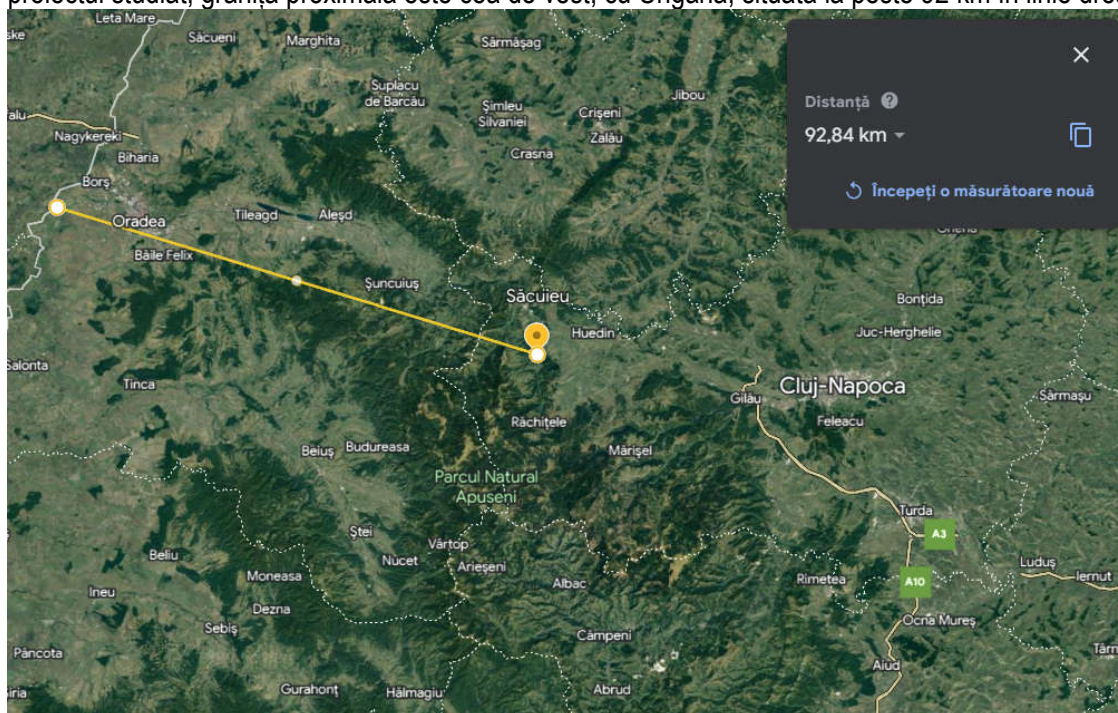 proiectul studiat, granița proximală este cea de vest, cu Ungaria, situată la peste 92 km în linie
Leta Mare
Săcueni
Marghita
Sărmășag
Distanță
92,84 km
Începeți o măsurătoare nouă
Suplacu
de Barcău
Șimleu
Silvaniei
Crișeni
Jibou
Zalău
Nagykereki
Biharia
Crasna
Borș
Oradea
Tileagd
Aleșd
Băile Felix
Șuncuiuș
Săcuieu
Huedin
Bonțida
Juc-Herghelie
Salonta
Tinca
Cluj-Napoca
Gilău
Sărmașu
Feleacu
Răchițele
Beiuș
Budureasa
Mărișel
Parcul Natural
Apuseni
Turda
Ștei
A3
Vârtop
Nucet
Arieșeni
Beliu
Moneasa
Albac
Rimetea
A10
Luduș
Iernut
Ineu
Dezna
Sebiș
Ocna Mureș
Câmpeni
Pâncota
Aiud
Gurahonț
Hălmagiu
Abrud